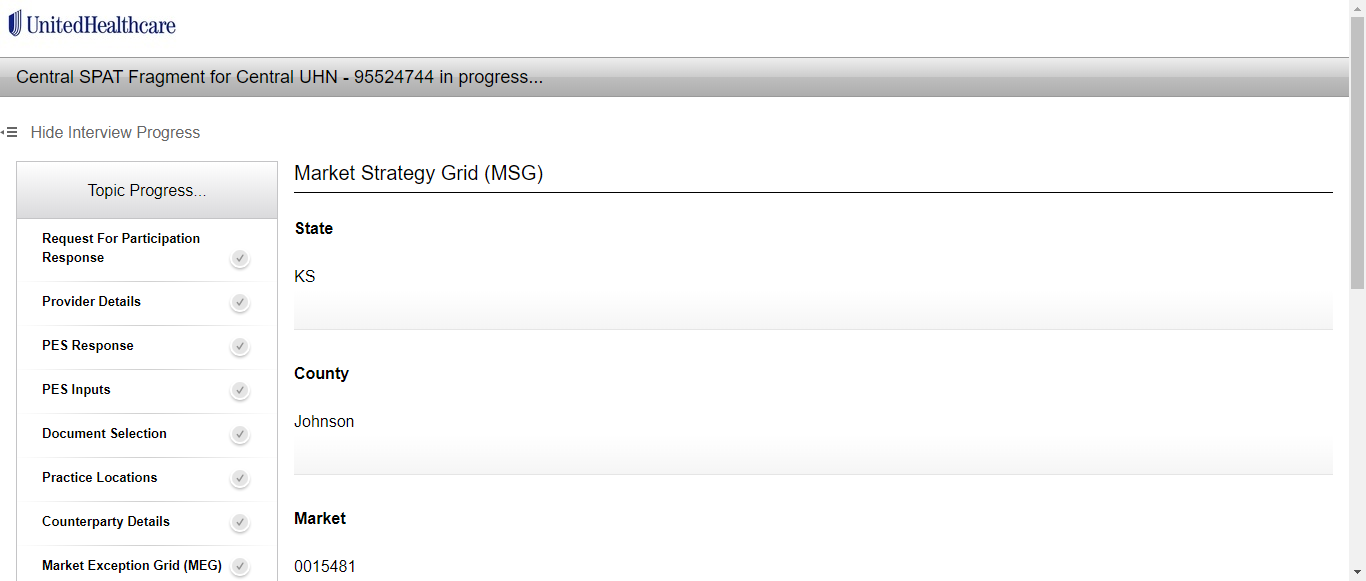 UnitedHealthcare
Central SPAT Fragment for Central UHN - 95524744 in progress...
Hide Interview Progress
Topic Progress...
Request For Participation
Response
Provider Details
PES Response
PES Inputs
Document Selection
Practice Locations
Counterparty Details
Market Exception Grid (MEG)
Market Strategy Grid (MSG)
State
KS
County
Johnson
Market
0015481